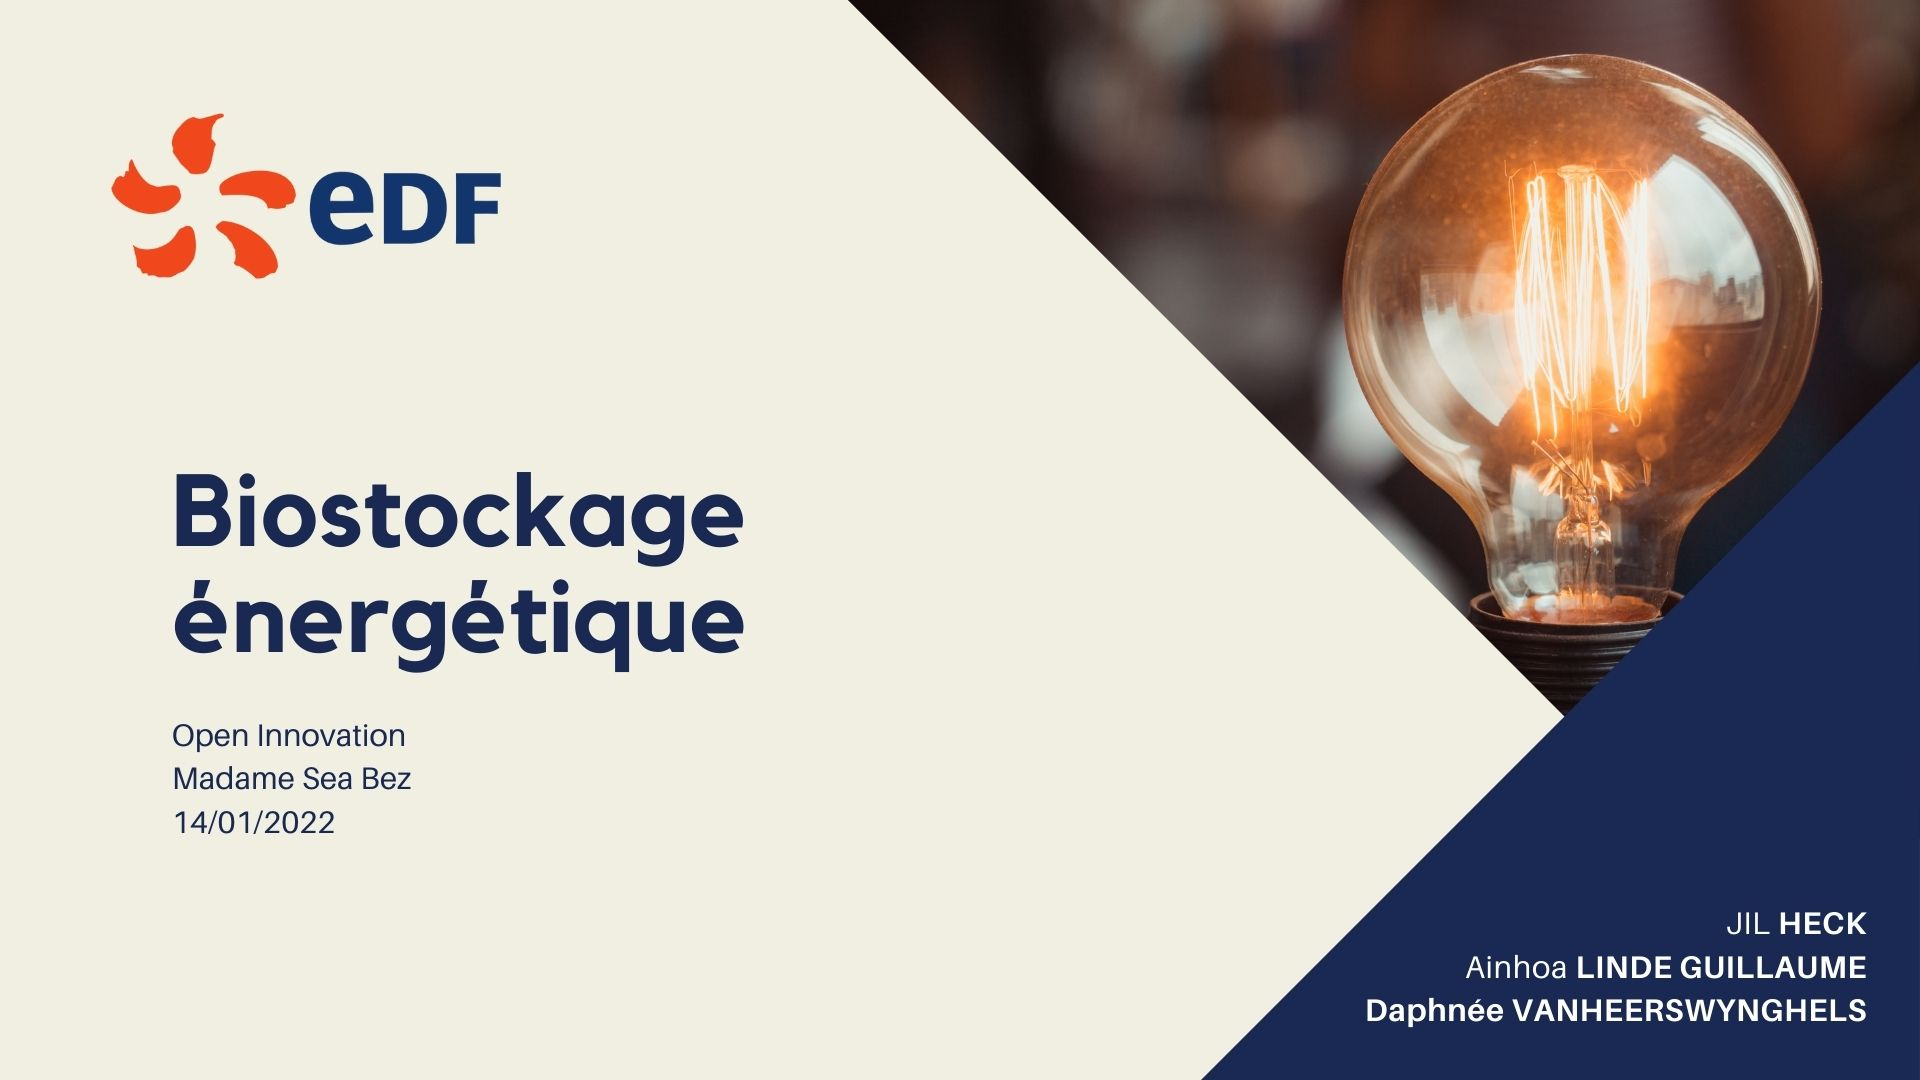 eDF
Biostockage
énergétique
Open Innovation
Madame Sea Bez
14/01/2022
JIL HECK
Ainhoa LINDE GUILLAUME
Daphnée VANHEERSWYNGHELS